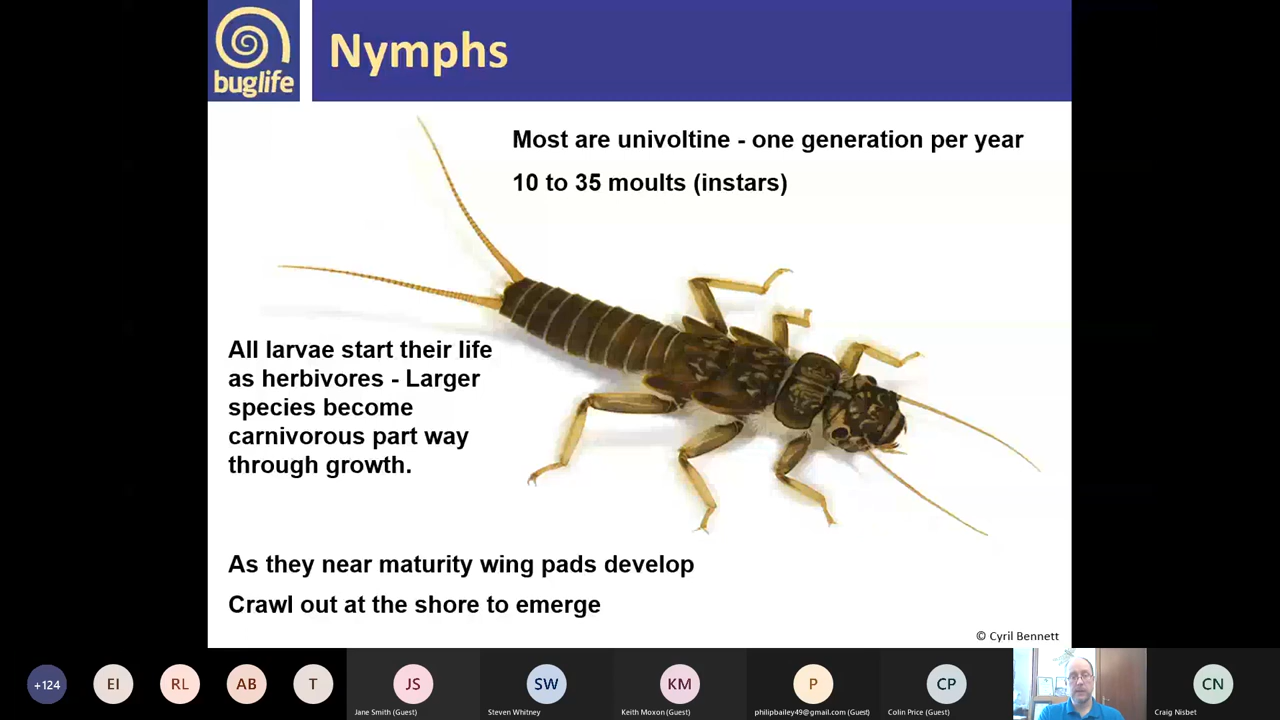 buglife
Nymphs
Most are univoltine - one generation per year
10 to 35 moults (instars)
All larvae start their life
as herbivores - Larger
species become
carnivorous part way
through growth.
As they near maturity wing pads develop
Crawl out at the shore to emerge
© Cyril Bennett
+124
EI
RL
AB
T
JS
SW
KM
P
CP
CN
Jane Smith (Guest)
Steven Whitney
Keith Moxon (Guest)
philipbailey49@gmail.com (Guest)
Colin Price (Guest)
Craig Nisbet